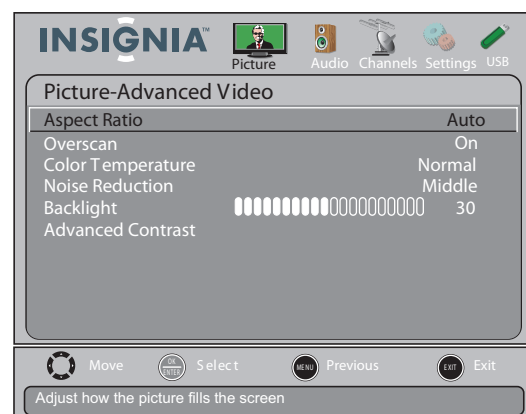 INSIGNIA™
Picture Audio Channels Settings USB
Picture-Advanced Video
Aspect Ratio Auto
Overscan On
Color Temperature Normal
Noise Reduction Middle
Backlight 30
Advanced Contrast
Move OK ENTER Select MENU Previous EXIT Exit
Adjust how the picture fills the screen